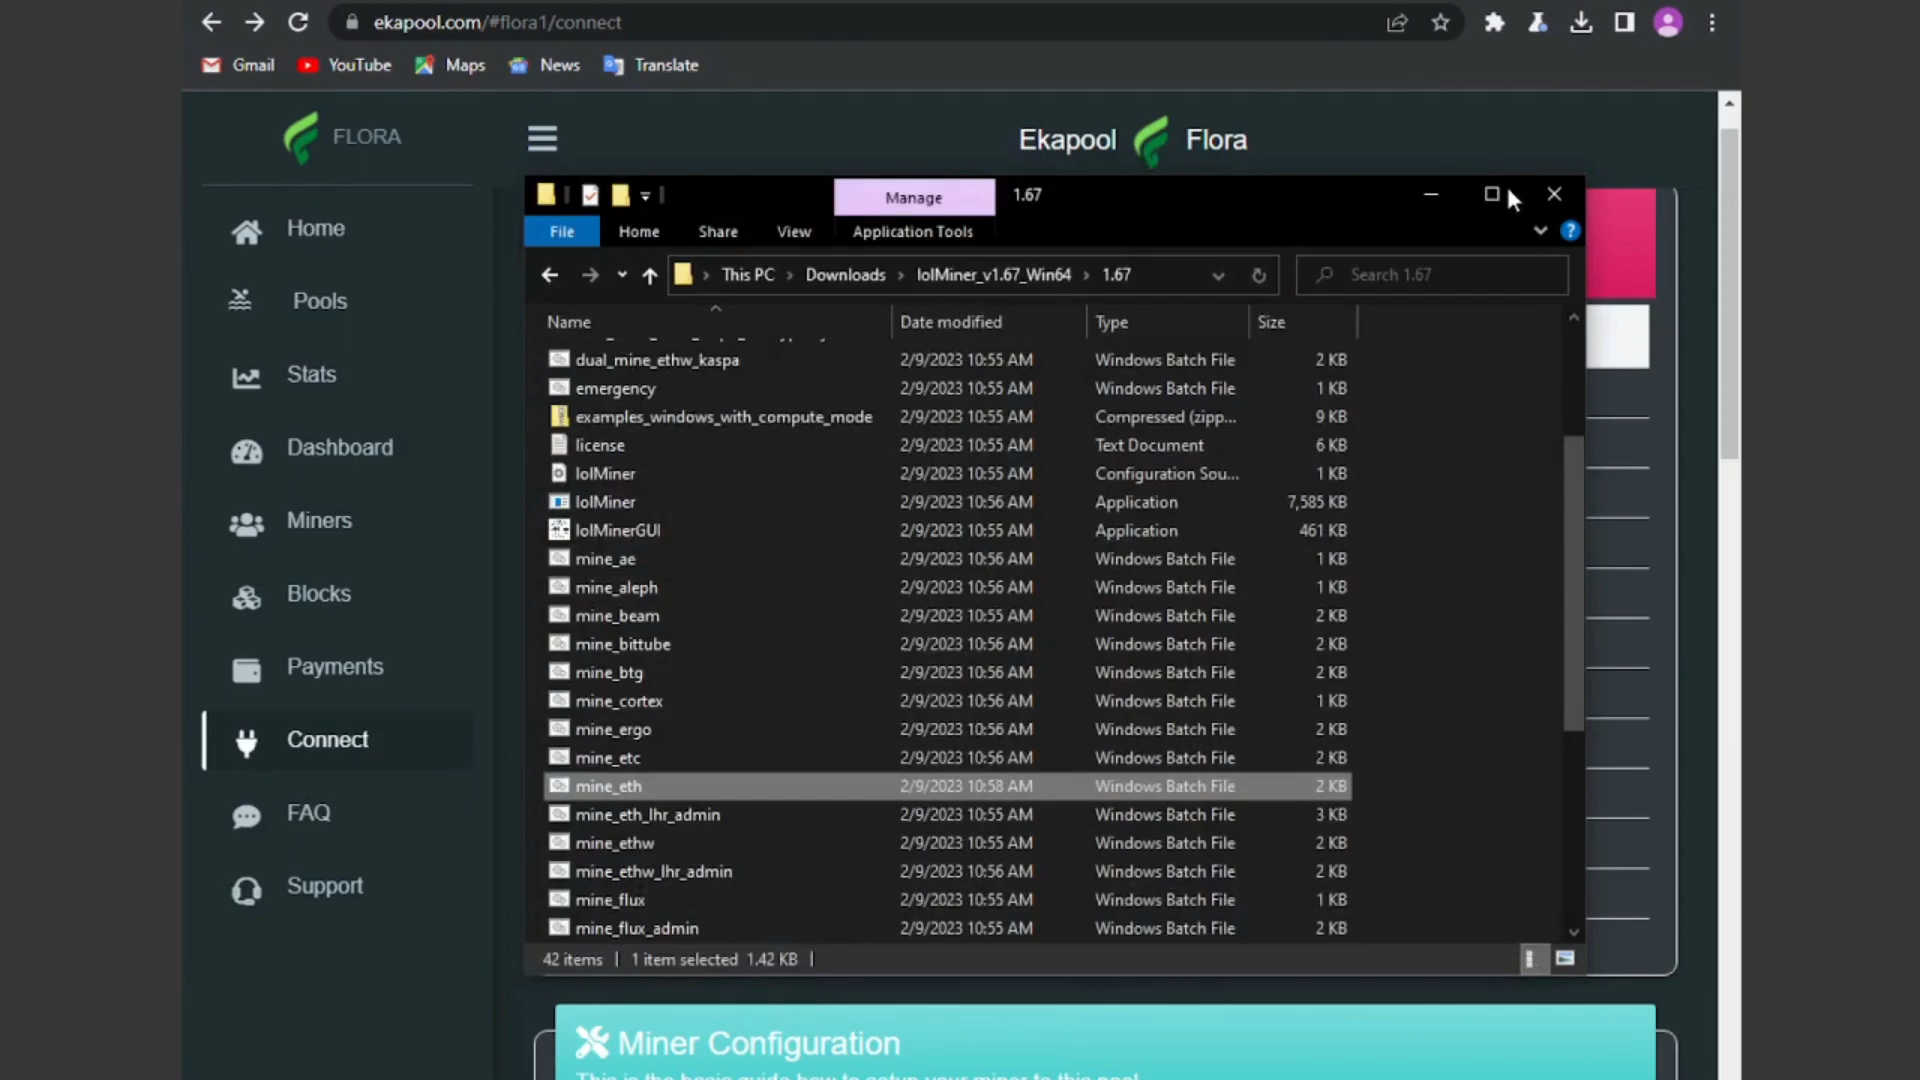 ekapool.com/#flora1/connect
Gmail YouTube Maps News Translate
FLORA
Ekapool Flora
Home
Pools
Stats
Dashboard
Miners
Blocks
Payments
Connect
FAQ
Support
Manage 1.67
File Home Share View Application Tools
This PC Downloads lolMiner_v1.67_Win64 1.67 Search 1.67
Name Date modified Type Size
dual_mine_ethw_kaspa 2/9/2023 10:55 AM Windows Batch File 2 KB
emergency 2/9/2023 10:55 AM Windows Batch File 1 KB
examples_windows_with_compute_mode 2/9/2023 10:55 AM Compressed (zipp... 9 KB
license 2/9/2023 10:55 AM Text Document 6 KB
lolMiner 2/9/2023 10:55 AM Configuration Sou... 1 KB
lolMiner 2/9/2023 10:56 AM Application 7,585 KB
lolMinerGUI 2/9/2023 10:55 AM Application 461 KB
mine_ae 2/9/2023 10:56 AM Windows Batch File 1 KB
mine_aleph 2/9/2023 10:56 AM Windows Batch File 1 KB
mine_beam 2/9/2023 10:55 AM Windows Batch File 2 KB
mine_bittube 2/9/2023 10:56 AM Windows Batch File 2 KB
mine_btg 2/9/2023 10:56 AM Windows Batch File 2 KB
mine_cortex 2/9/2023 10:56 AM Windows Batch File 1 KB
mine_ergo 2/9/2023 10:55 AM Windows Batch File 2 KB
mine_etc 2/9/2023 10:56 AM Windows Batch File 2 KB
mine_eth 2/9/2023 10:58 AM Windows Batch File 2 KB
mine_eth_lhr_admin 2/9/2023 10:55 AM Windows Batch File 3 KB
mine_ethw 2/9/2023 10:55 AM Windows Batch File 2 KB
mine_ethw_lhr_admin 2/9/2023 10:56 AM Windows Batch File 2 KB
mine_flux 2/9/2023 10:55 AM Windows Batch File 1 KB
mine_flux_admin 2/9/2023 10:55 AM Windows Batch File 2 KB
42 items 1 item selected 1.42 KB
Miner Configuration
This is the basic guide how to setup your miner to this pool